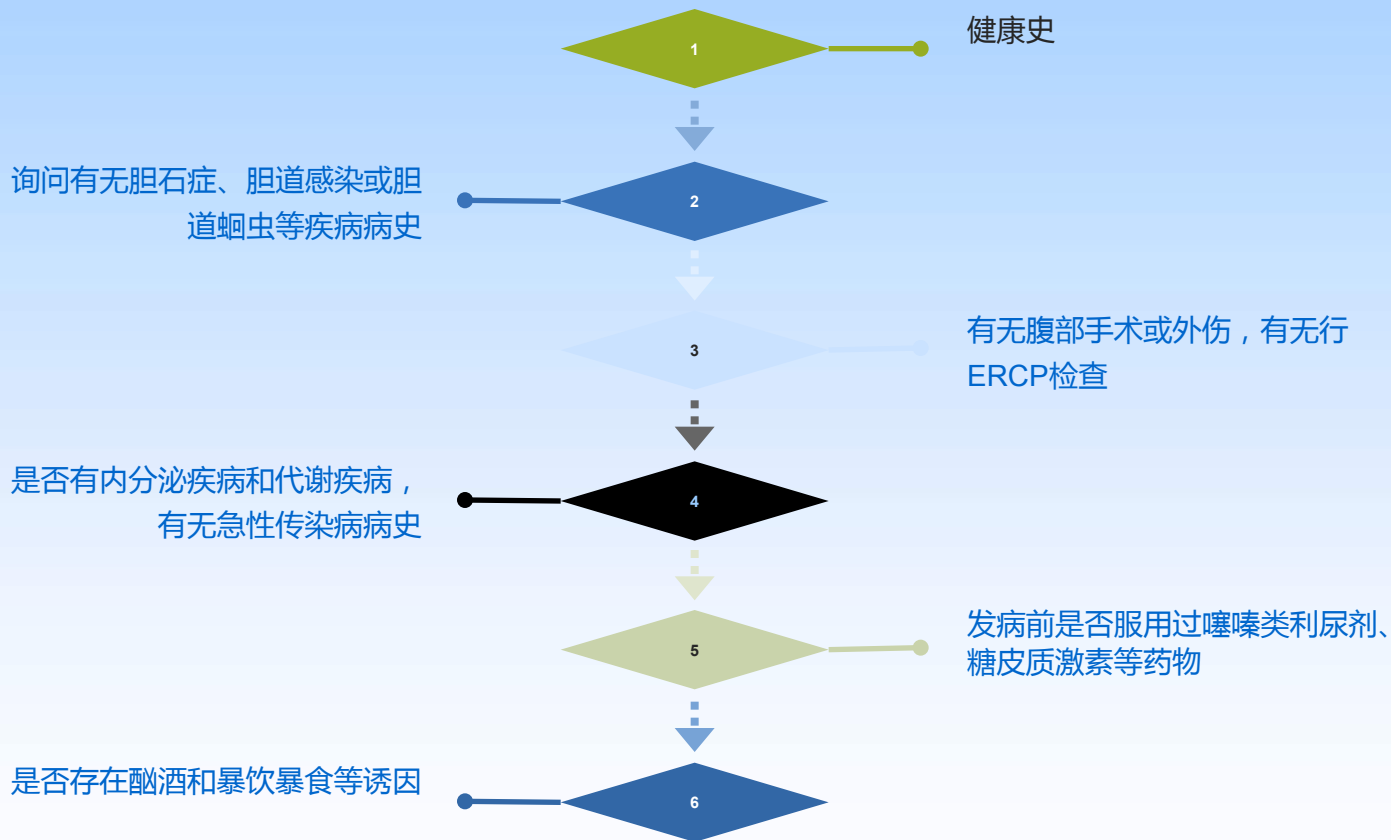 1
健康史
询问有无胆石症、胆道感染或胆
道蛔虫等疾病病史
2
3
有无腹部手术或外伤，有无行
ERCP检查
是否有内分泌疾病和代谢疾病，
有无急性传染病病史
4
5
发病前是否服用过噻嗪类利尿剂、
糖皮质激素等药物
是否存在酗酒和暴饮暴食等诱因
6